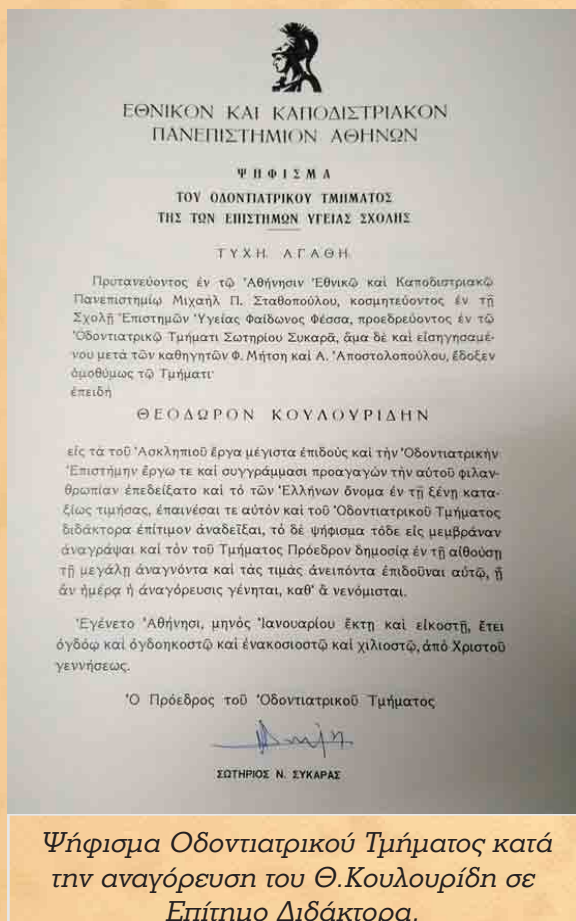 ΕΘΝΙΚΟΝ ΚΑΙ ΚΑΠΟΔΙΣΤΡΙΑΚΟΝ
ΠΑΝΕΠΙΣΤΗΜΙΟΝ ΑΘΗΝΩΝ
ΨΗΦΙΣΜΑ
ΤΟΥ ΟΔΟΝΤΙΑΤΡΙΚΟΥ ΤΜΗΜΑΤΟΣ
ΤΗΣ ΤΩΝ ΕΠΙΣΤΗΜΩΝ ΥΓΕΙΑΣ ΣΧΟΛΗΣ
ΤΥΧΗ ΑΓΑΘΗ
Πρυτανεύοντος ἐν τῷ Ἀθήνησιν Ἐθνικῷ καὶ Καποδιστριακῷ
Πανεπιστημίῳ Μιχαήλ Π. Σταθοπούλου, κοσμητεύοντος ἐν τῇ
Σχολῇ Ἐπιστημῶν Ὑγείας Φαίδωνος Φέσσα, προεδρεύοντος ἐν τῷ
Ὀδοντιατρικῷ Τμήματι Σωτηρίου Συκαρᾶ, ἅμα δὲ καὶ εἰσηγησαμέ-
νου μετὰ τῶν καθηγητῶν Φ. Μήτση καὶ Α. Ἀποστολοπούλου, ἔδοξεν
ὁμοθύμως τῷ Τμήματι·
ἐπειδὴ
ΘΕΟΔΩΡΟΝ ΚΟΥΛΟΥΡΙΔΗΝ
εἰς τὰ τοῦ Ἀσκληπιοῦ ἔργα μέγιστα ἐπιδοὺς καὶ τὴν Ὀδοντιατρικὴν
Ἐπιστήμην ἔργῳ τε καὶ συγγράμμασι προαγαγὼν τὴν αὑτοῦ φιλαν-
θρωπίαν ἐπεδείξατο καὶ τὸ τῶν Ἑλλήνων ὄνομα ἐν τῇ ξένῃ κατα-
ξίως τιμήσας, ἐπαινέσαι τε αὐτὸν καὶ τοῦ Ὀδοντιατρικοῦ Τμήματος
διδάκτορα ἐπίτιμον ἀναδεῖξαι, τὸ δὲ ψήφισμα τόδε εἰς μεμβράναν
ἀναγράψαι καὶ τὸν τοῦ Τμήματος Πρόεδρον δημοσίᾳ ἐν τῇ αἰθούσῃ
τῇ μεγάλῃ ἀναγνόντα καὶ τὰς τιμὰς ἀνειπόντα ἐπιδοῦναι αὐτῷ, ᾗ
ἂν ἡμέρᾳ ἡ ἀναγόρευσις γένηται, καθ' ἃ νενόμισται.
Ἐγένετο Ἀθήνησι, μηνὸς Ἰανουαρίου ἕκτῃ καὶ εἰκοστῇ, ἔτει
ὀγδόῳ καὶ ὀγδοηκοστῷ καὶ ἐνακοσιοστῷ καὶ χιλιοστῷ, ἀπὸ Χριστοῦ
γεννήσεως.
Ὁ Πρόεδρος τοῦ Ὀδοντιατρικοῦ Τμήματος
ΣΩΤΗΡΙΟΣ Ν. ΣΥΚΑΡΑΣ
Ψήφισμα Οδοντιατρικού Τμήματος κατά
την αναγόρευση του Θ.Κουλουρίδη σε
Επίτημο Διδάκτορα.